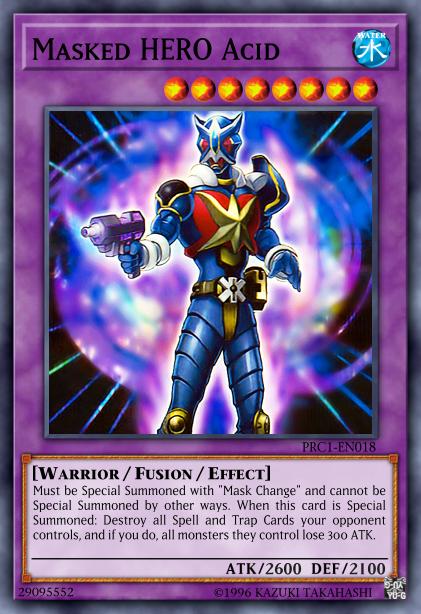 Masked HERO Acid
WATER
水
PRC1-EN018
[Warrior / Fusion / Effect]
Must be Special Summoned with "Mask Change" and cannot be
Special Summoned by other ways. When this card is Special
Summoned: Destroy all Spell and Trap Cards your opponent
controls, and if you do, all monsters they control lose 300 ATK.
ATK/2600 DEF/2100
29095552
©1996 KAZUKI TAKAHASHI